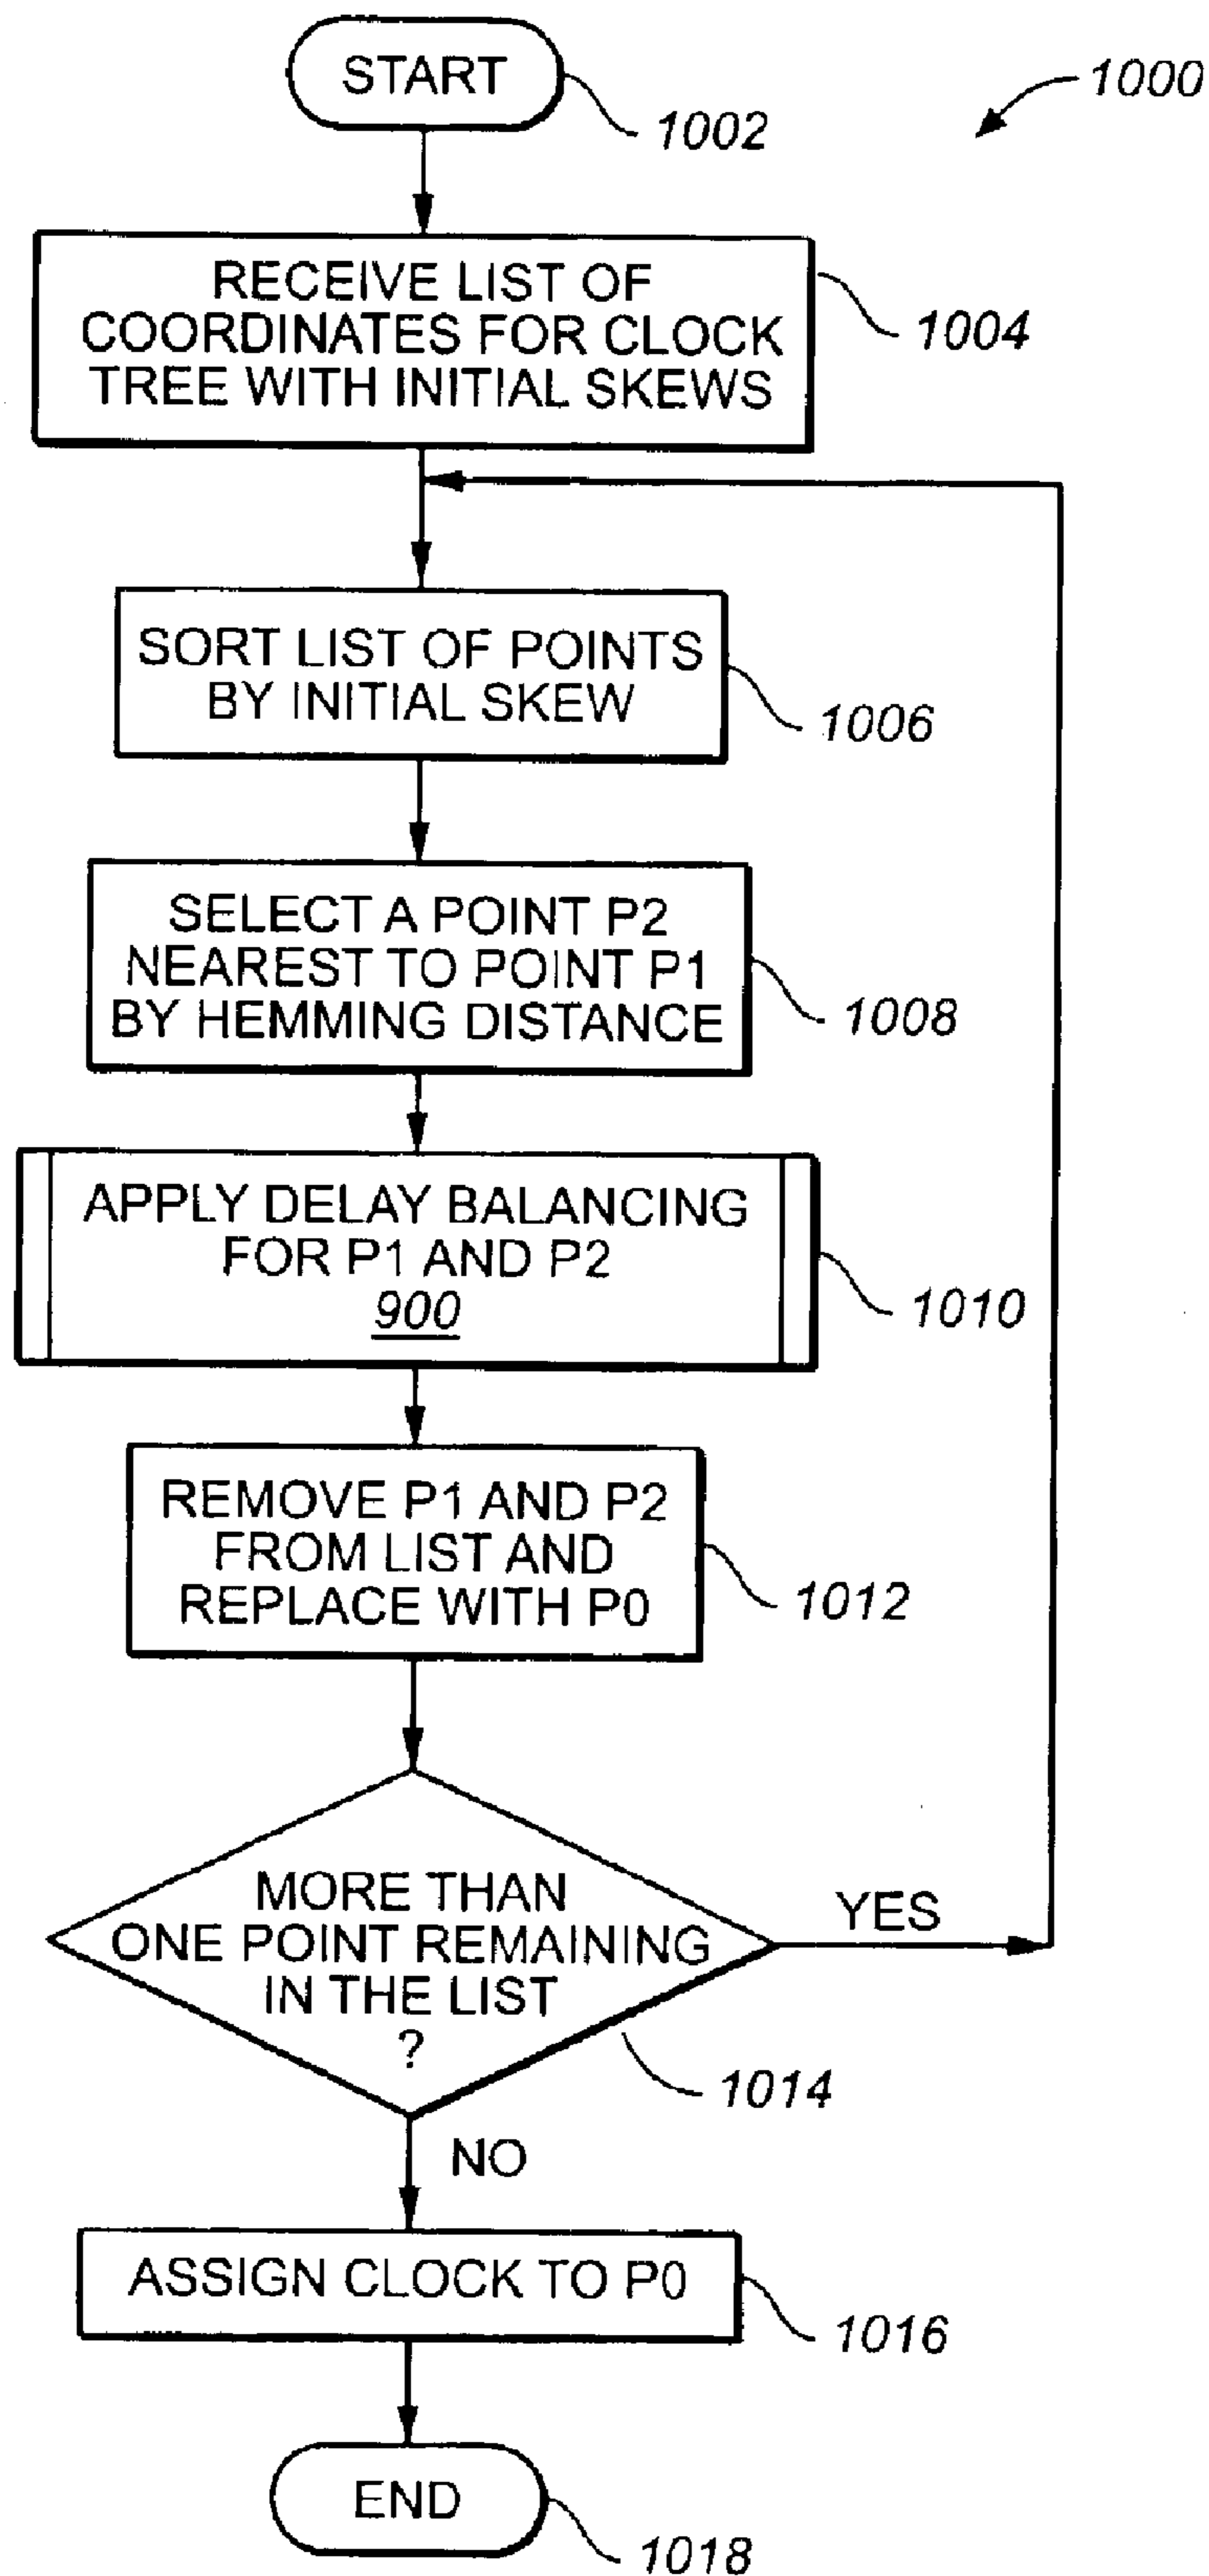 START
1002
1000
RECEIVE LIST OF
COORDINATES FOR CLOCK
TREE WITH INITIAL SKEWS
1004
SORT LIST OF POINTS
BY INITIAL SKEW
1006
SELECT A POINT P2
NEAREST TO POINT P1
BY HEMMING DISTANCE
1008
APPLY DELAY BALANCING
FOR P1 AND P2
900
1010
REMOVE P1 AND P2
FROM LIST AND
REPLACE WITH P0
1012
MORE THAN
ONE POINT REMAINING
IN THE LIST
?
YES
1014
NO
ASSIGN CLOCK TO P0
1016
END
1018